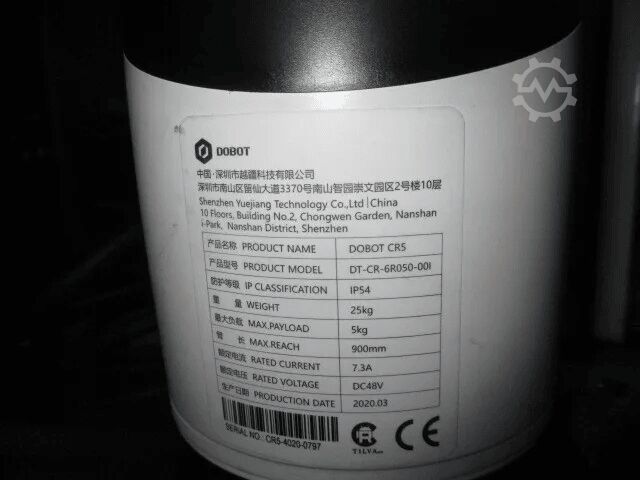 DOBOT
中国·深圳市越疆科技有限公司
深圳市南山区留仙大道3370号南山智园崇文园区2号楼10层
Shenzhen Yuejiang Technology Co.,Ltd | China
10 Floors, Building No.2, Chongwen Garden, Nanshan
i-Park, Nanshan District, Shenzhen
产品名称 PRODUCT NAME DOBOT CR5
产品型号 PRODUCT MODEL DT-CR-6R050-00I
防护等级 IP CLASSIFICATION IP54
重 量 WEIGHT 25kg
最大负载 MAX.PAYLOAD 5kg
臂 长 MAX.REACH 900mm
额定电流 RATED CURRENT 7.3A
额定电压 RATED VOLTAGE DC48V
生产日期 PRODUCTION DATE 2020.03
SERIAL NO.: CR5-4020-0797
CE
TILVA